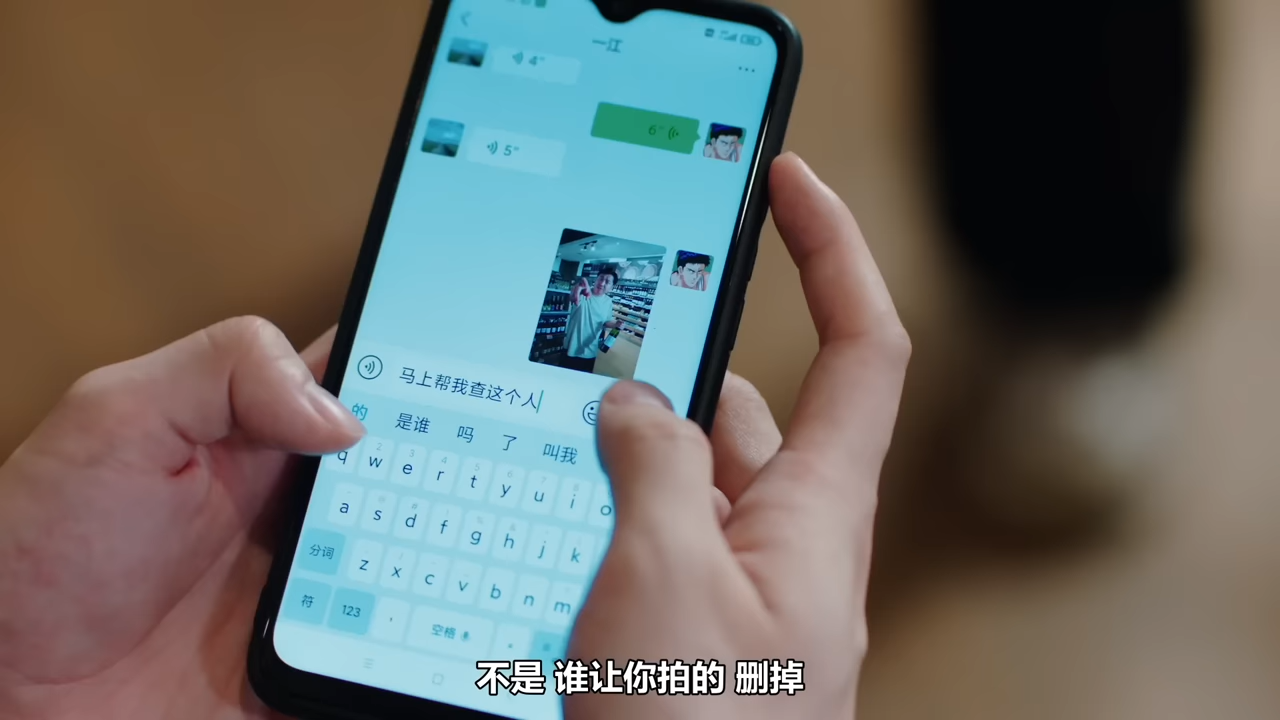 一江
4"
6"
5"
马上帮我查这个人
的 是谁 吗 了 叫我
q w e r t y u i o
a s d f g h j k
分词 z x c v b n m
符 123 , 空格 .
不是 谁让你拍的 删掉